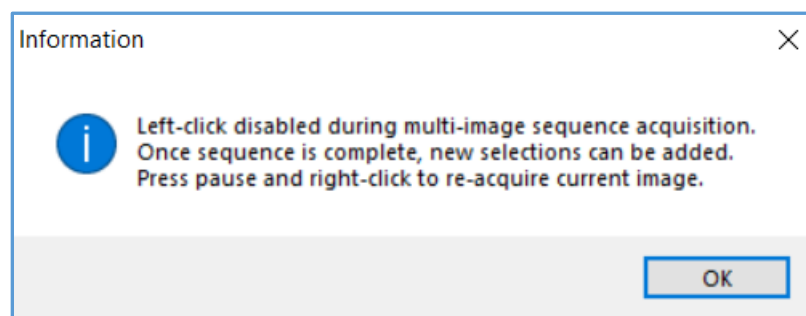 Information
Left-click disabled during multi-image sequence acquisition.
Once sequence is complete, new selections can be added.
Press pause and right-click to re-acquire current image.
OK